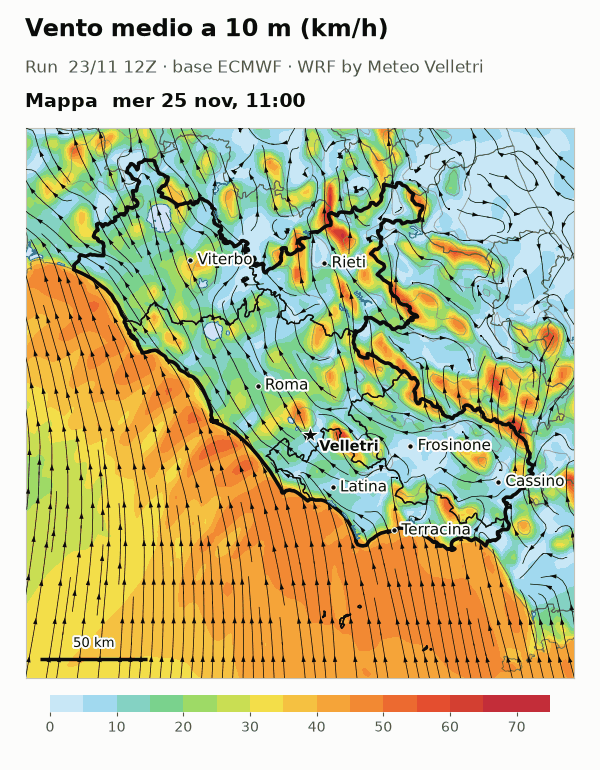 Vento medio a 10 m (km/h)
Run  23/11 12Z · base ECMWF · WRF by Meteo Velletri
Mappa  mer 25 nov, 11:00
Viterbo
Rieti
Roma
Velletri
Frosinone
Latina
Cassino
Terracina
50 km
0 10 20 30 40 50 60 70